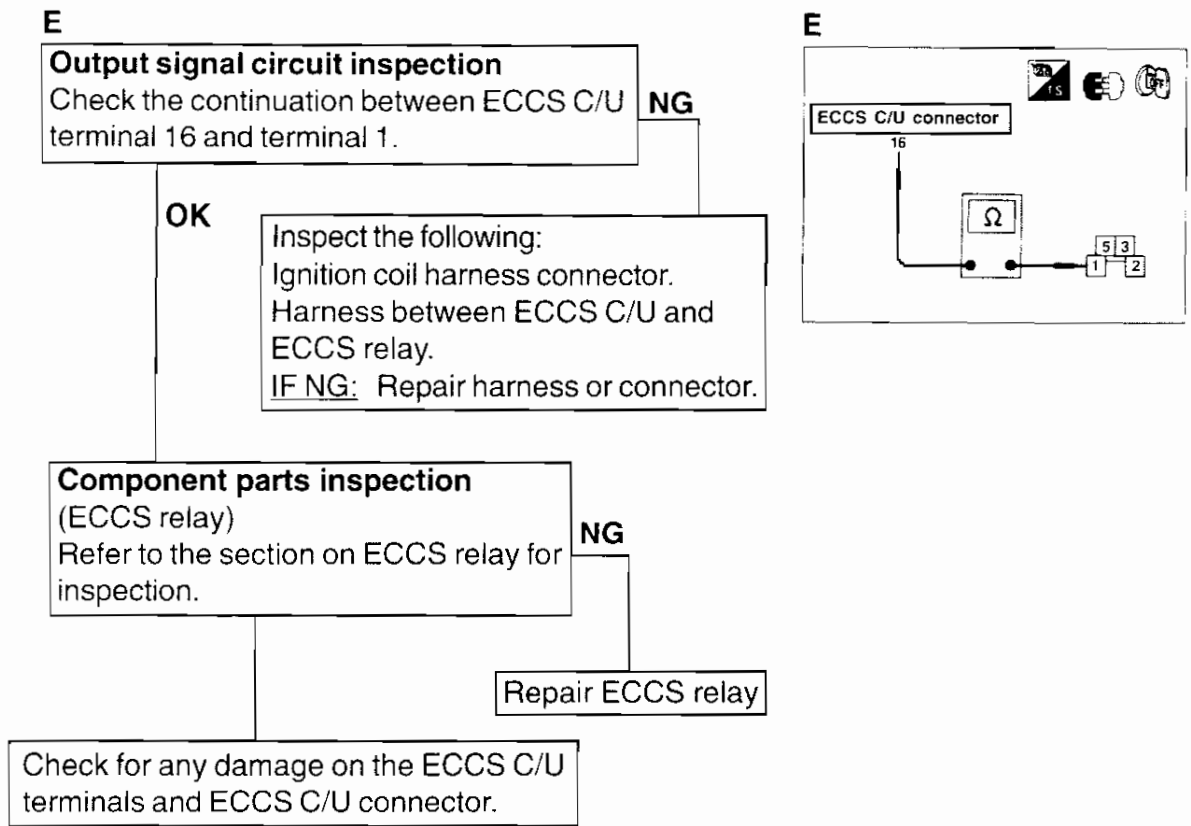 E
Output signal circuit inspection
Check the continuation between ECCS C/U
terminal 16 and terminal 1.
NG
OK
Inspect the following:
Ignition coil harness connector.
Harness between ECCS C/U and
ECCS relay.
IF NG: Repair harness or connector.
Component parts inspection
(ECCS relay)
Refer to the section on ECCS relay for
inspection.
NG
Repair ECCS relay
Check for any damage on the ECCS C/U
terminals and ECCS C/U connector.
E
OFF
ECCS C/U connector
16
Ω
5 3
1 2